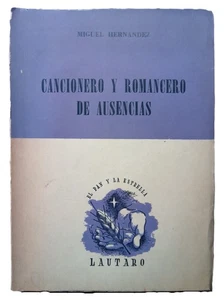 MIGUEL HERNANDEZ
CANCIONERO Y ROMANCERO
DE AUSENCIAS
EL PAN Y LA ESTRELLA
LAUTARO